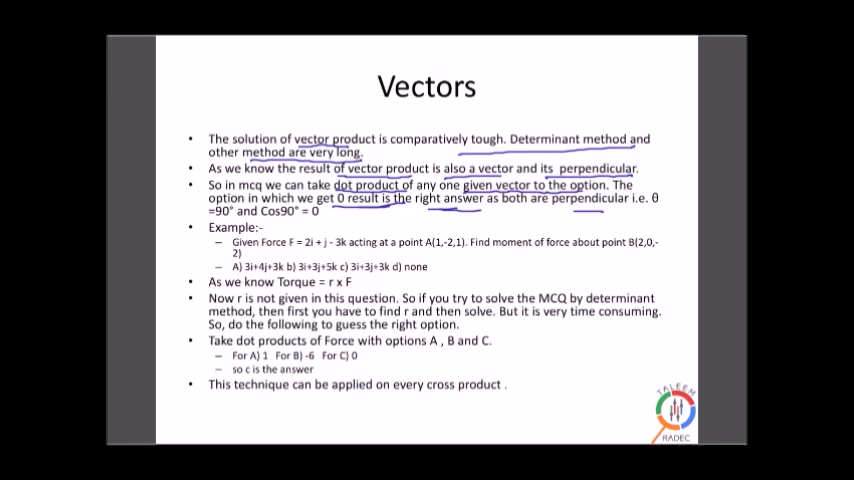 Vectors
• The solution of vector product is comparatively tough. Determinant method and
other method are very long.
• As we know the result of vector product is also a vector and its perpendicular.
• So in mcq we can take dot product of any one given vector to the option. The
option in which we get 0 result is the right answer as both are perpendicular i.e. θ
=90° and Cos90° = 0
• Example:-
– Given Force F = 2i + j - 3k acting at a point A(1,-2,1). Find moment of force about point B(2,0,-
2)
– A) 3i+4j+3k b) 3i+3j+5k c) 3i+3j+3k d) none
• As we know Torque = r x F
• Now r is not given in this question. So if you try to solve the MCQ by determinant
method, then first you have to find r and then solve. But it is very time consuming.
So, do the following to guess the right option.
• Take dot products of Force with options A , B and C.
– For A) 1 For B) -6 For C) 0
– so c is the answer
• This technique can be applied on every cross product .
TALEEM
RADEC